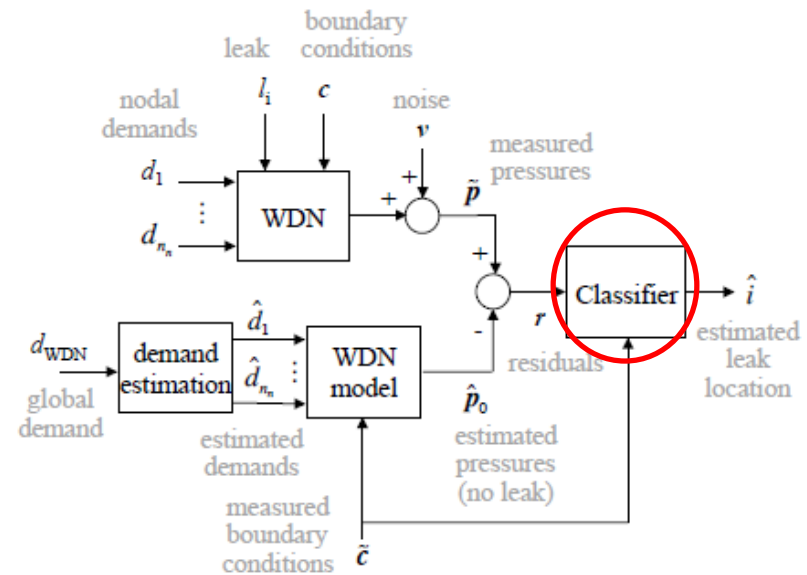 boundary
conditions
leak
l_i
c
nodal
demands
noise
v
measured
pressures
d_1
⋮
d_{n_n}
WDN
+
+
p̃
+
-
r
Classifier
î
estimated
leak
location
residuals
d_WDN
global
demand
demand
estimation
d̂_1
⋮
d̂_{n_n}
estimated
demands
WDN
model
p̂_0
estimated
pressures
(no leak)
measured
boundary
conditions
c̃